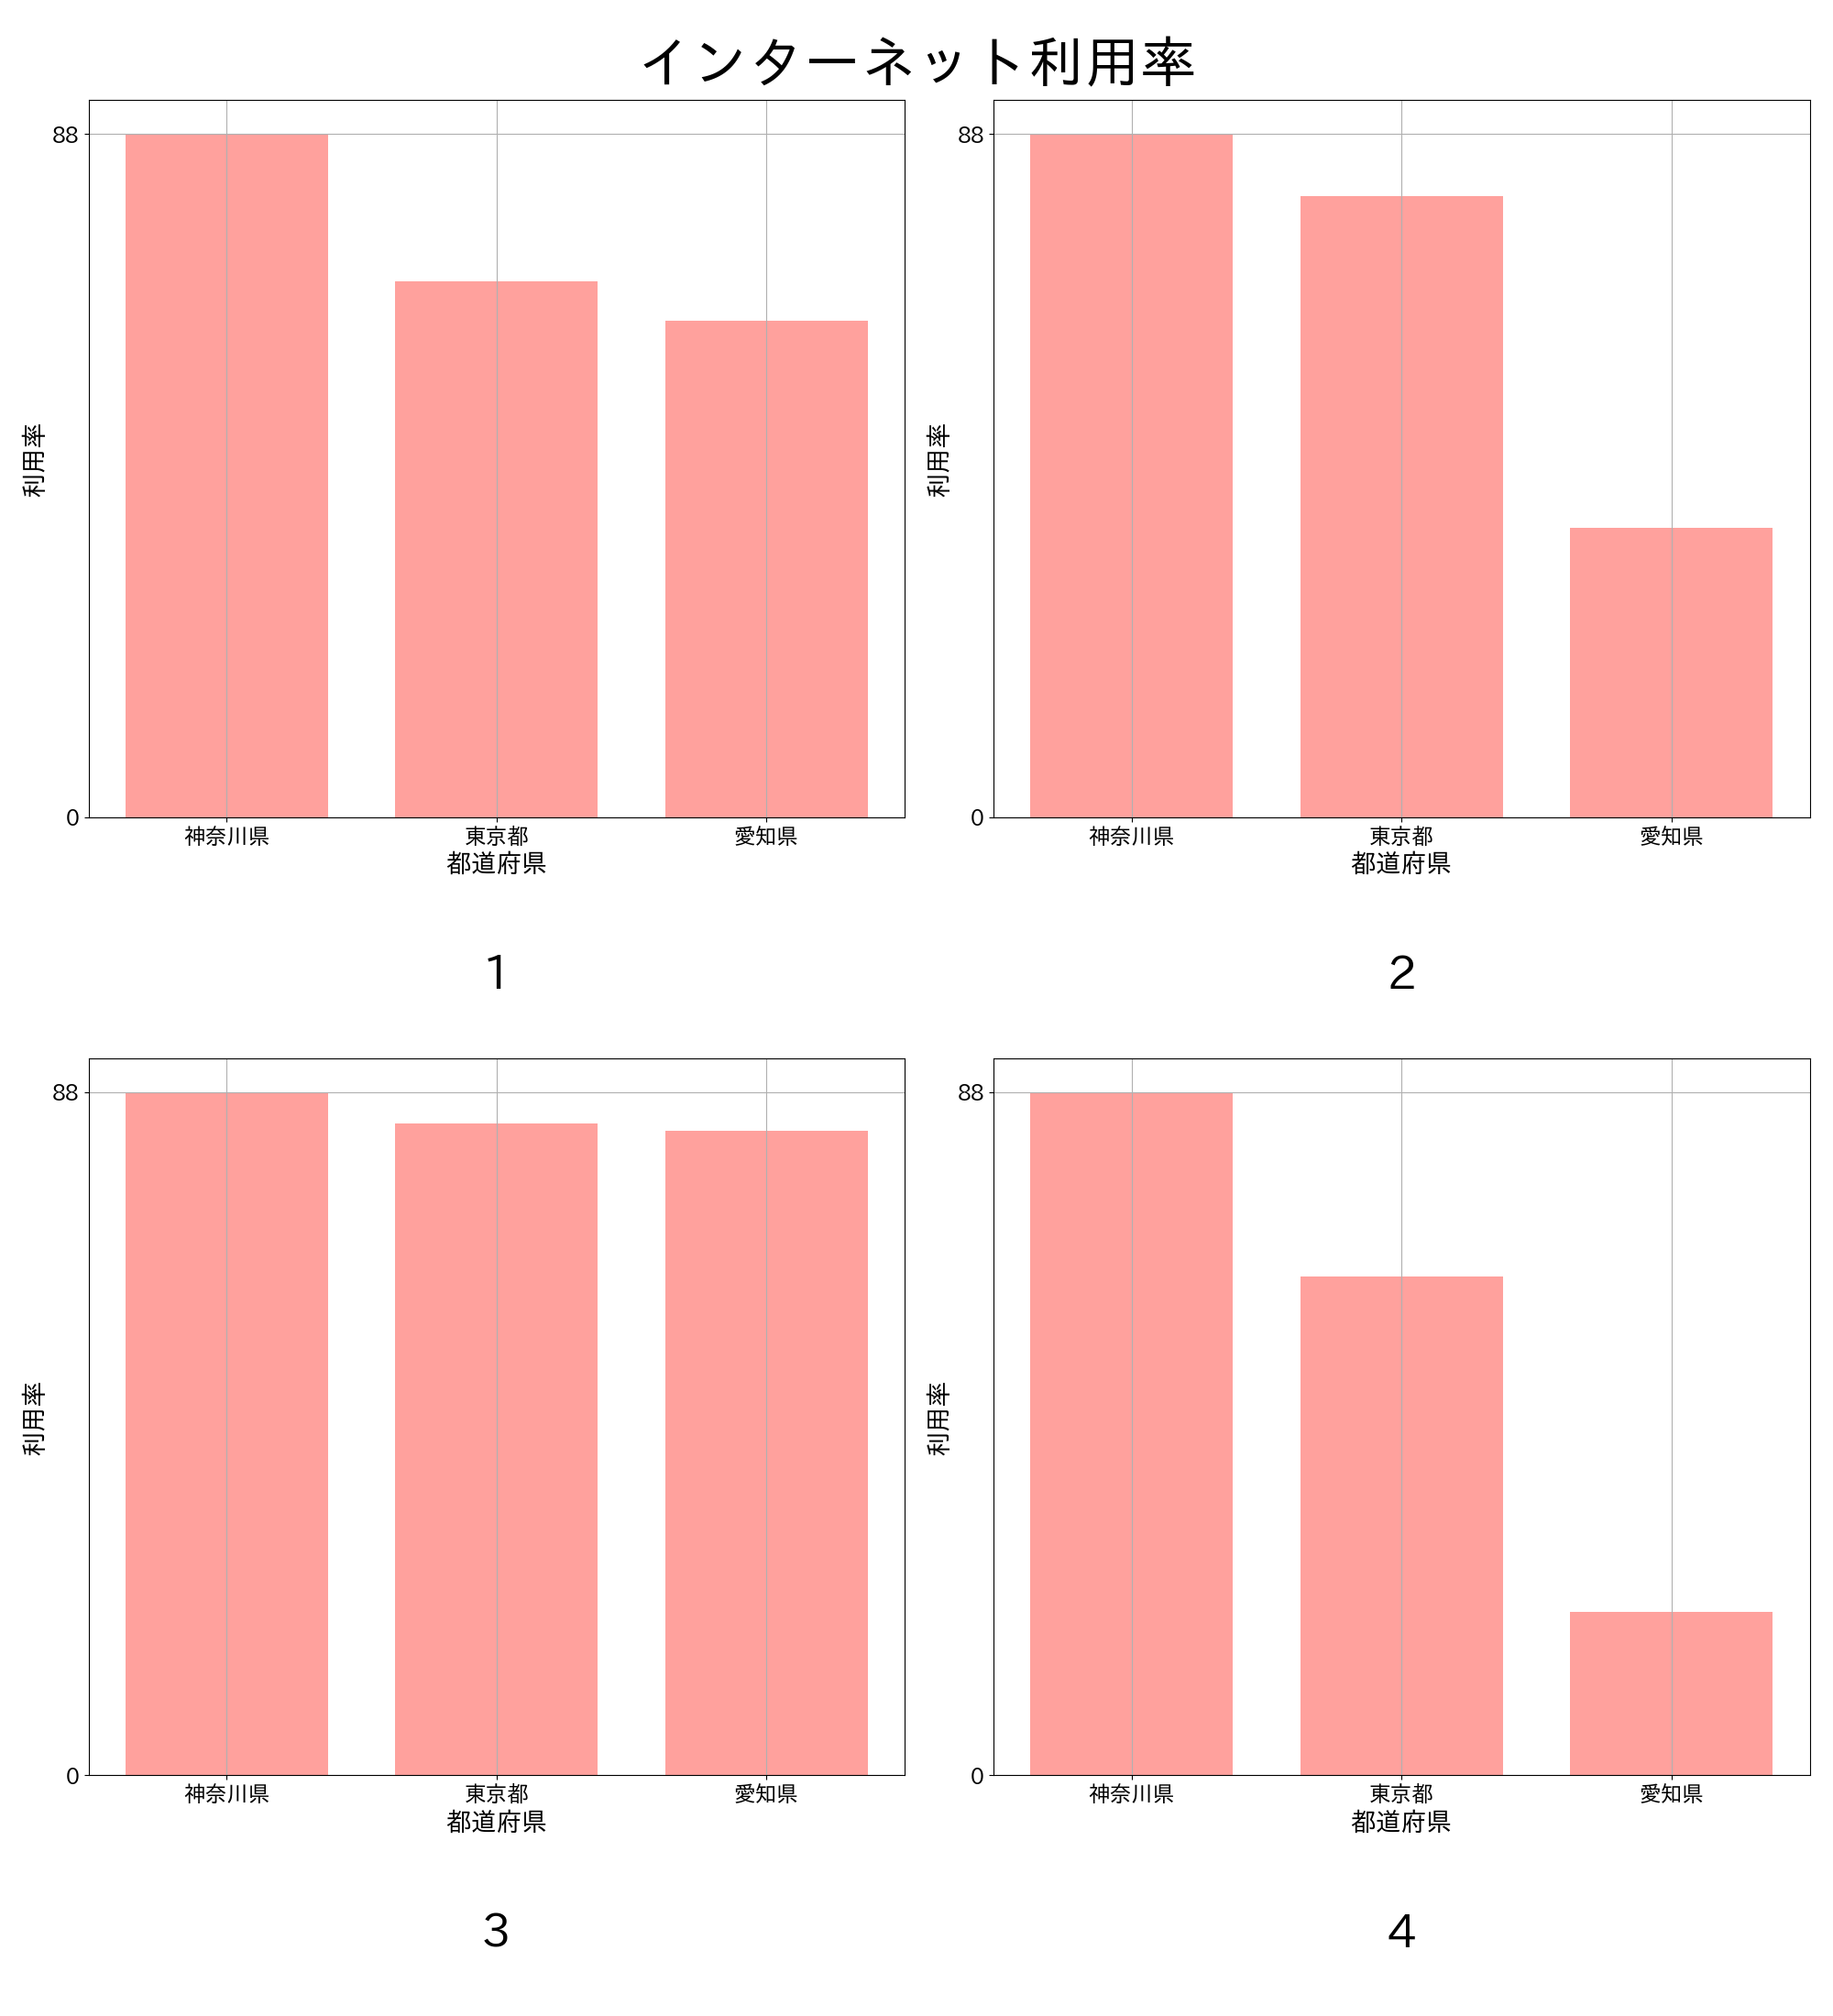 インターネット利用率
88
0
利用率
神奈川県 東京都 愛知県
都道府県
1
88
0
利用率
神奈川県 東京都 愛知県
都道府県
2
88
0
利用率
神奈川県 東京都 愛知県
都道府県
3
88
0
利用率
神奈川県 東京都 愛知県
都道府県
4